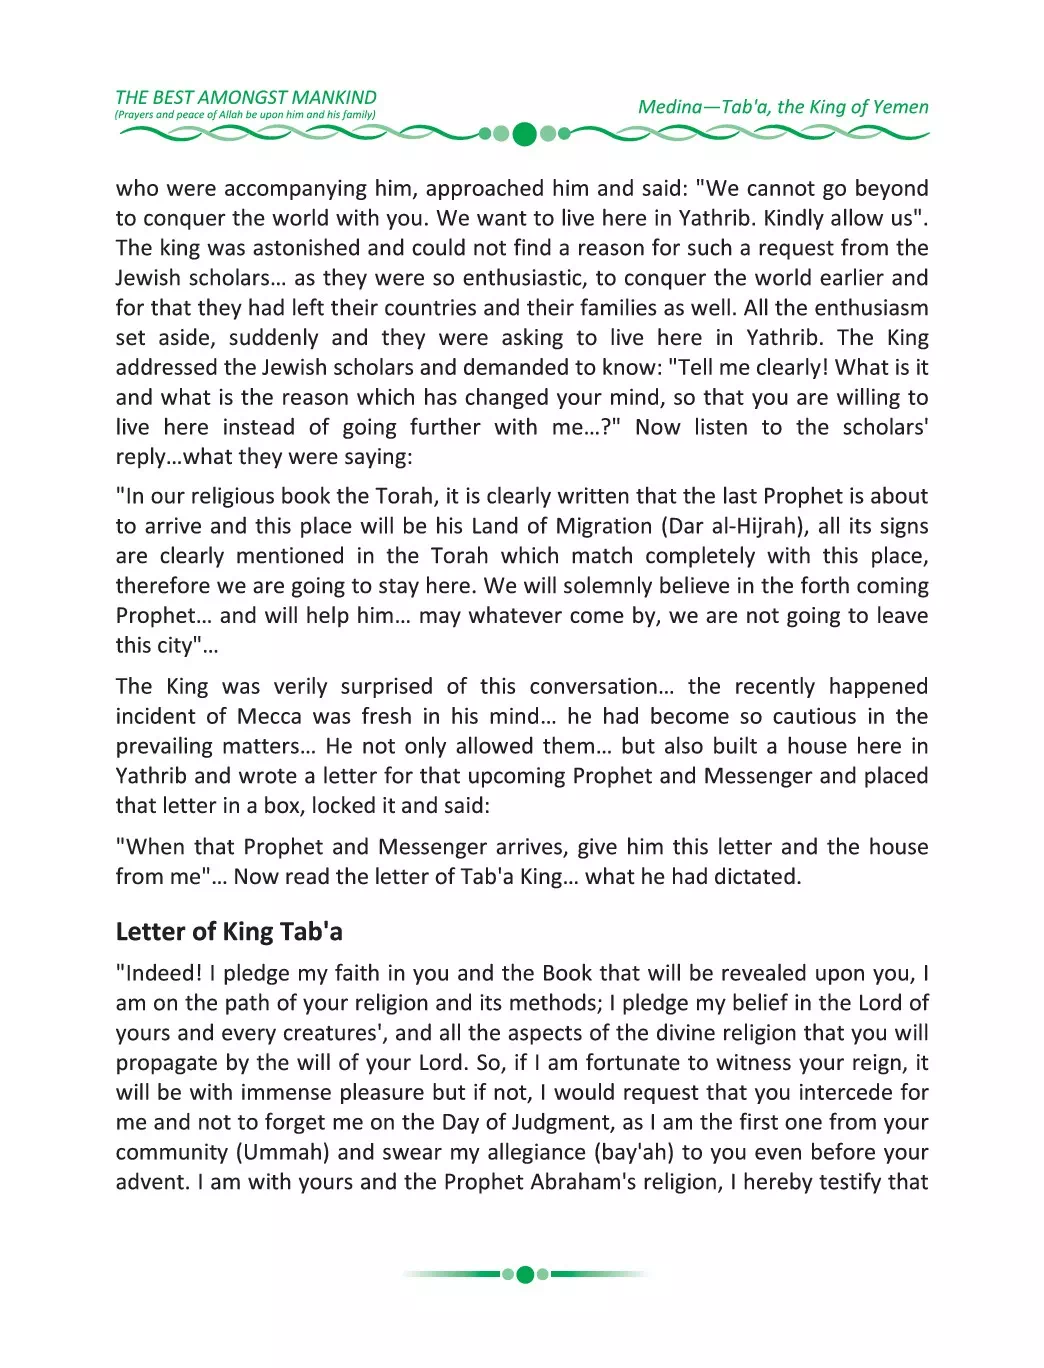 THE BEST AMONGST MANKIND
(Prayers and peace of Allah be upon him and his family)
Medina—Tab'a, the King of Yemen
who were accompanying him, approached him and said: "We cannot go beyond
to conquer the world with you. We want to live here in Yathrib. Kindly allow us".
The king was astonished and could not find a reason for such a request from the
Jewish scholars... as they were so enthusiastic, to conquer the world earlier and
for that they had left their countries and their families as well. All the enthusiasm
set aside, suddenly and they were asking to live here in Yathrib. The King
addressed the Jewish scholars and demanded to know: "Tell me clearly! What is it
and what is the reason which has changed your mind, so that you are willing to
live here instead of going further with me...?" Now listen to the scholars'
reply...what they were saying:
"In our religious book the Torah, it is clearly written that the last Prophet is about
to arrive and this place will be his Land of Migration (Dar al-Hijrah), all its signs
are clearly mentioned in the Torah which match completely with this place,
therefore we are going to stay here. We will solemnly believe in the forth coming
Prophet... and will help him... may whatever come by, we are not going to leave
this city"...
The King was verily surprised of this conversation... the recently happened
incident of Mecca was fresh in his mind... he had become so cautious in the
prevailing matters... He not only allowed them... but also built a house here in
Yathrib and wrote a letter for that upcoming Prophet and Messenger and placed
that letter in a box, locked it and said:
"When that Prophet and Messenger arrives, give him this letter and the house
from me"... Now read the letter of Tab'a King... what he had dictated.
Letter of King Tab'a
"Indeed! I pledge my faith in you and the Book that will be revealed upon you, I
am on the path of your religion and its methods; I pledge my belief in the Lord of
yours and every creatures', and all the aspects of the divine religion that you will
propagate by the will of your Lord. So, if I am fortunate to witness your reign, it
will be with immense pleasure but if not, I would request that you intercede for
me and not to forget me on the Day of Judgment, as I am the first one from your
community (Ummah) and swear my allegiance (bay'ah) to you even before your
advent. I am with yours and the Prophet Abraham's religion, I hereby testify that